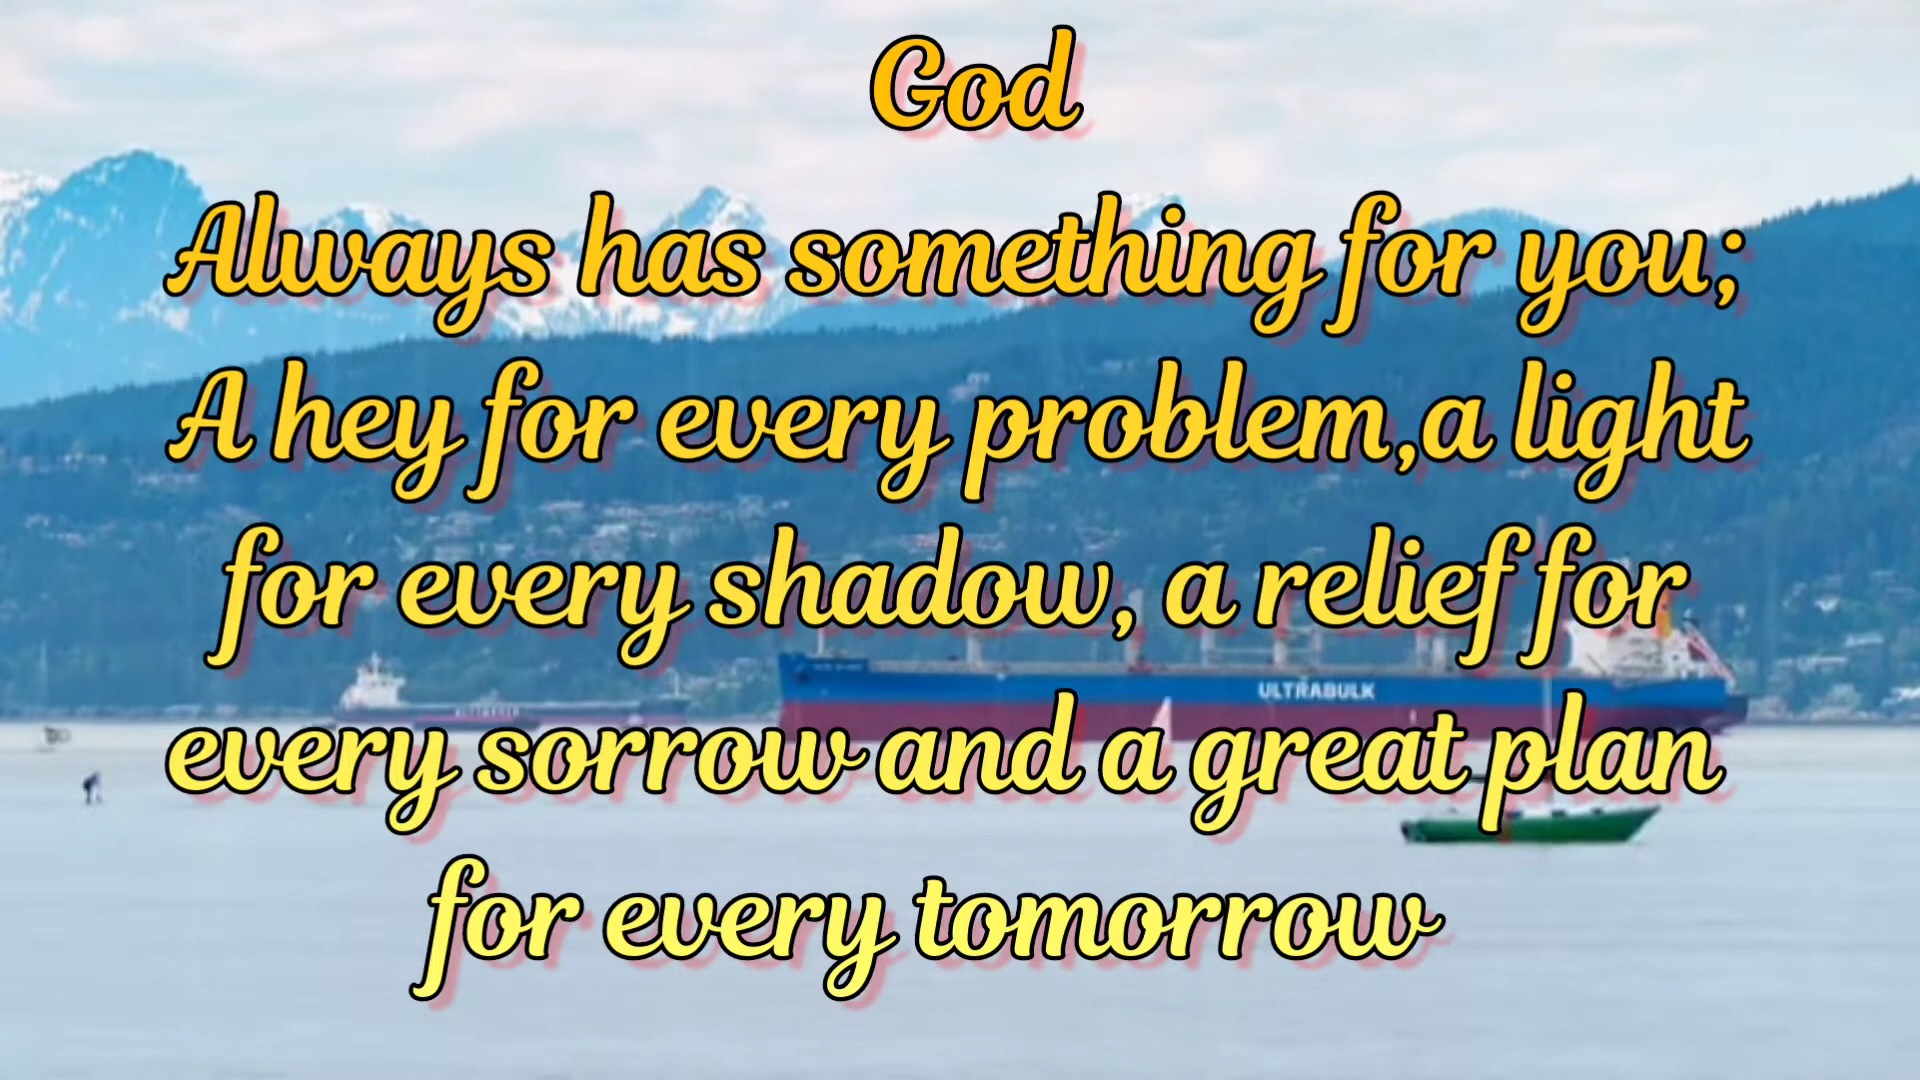 God
Always has something for you;
A hey for every problem,a light
for every shadow, a relief for
ULTRABULK
every sorrow and a great plan
for every tomorrow